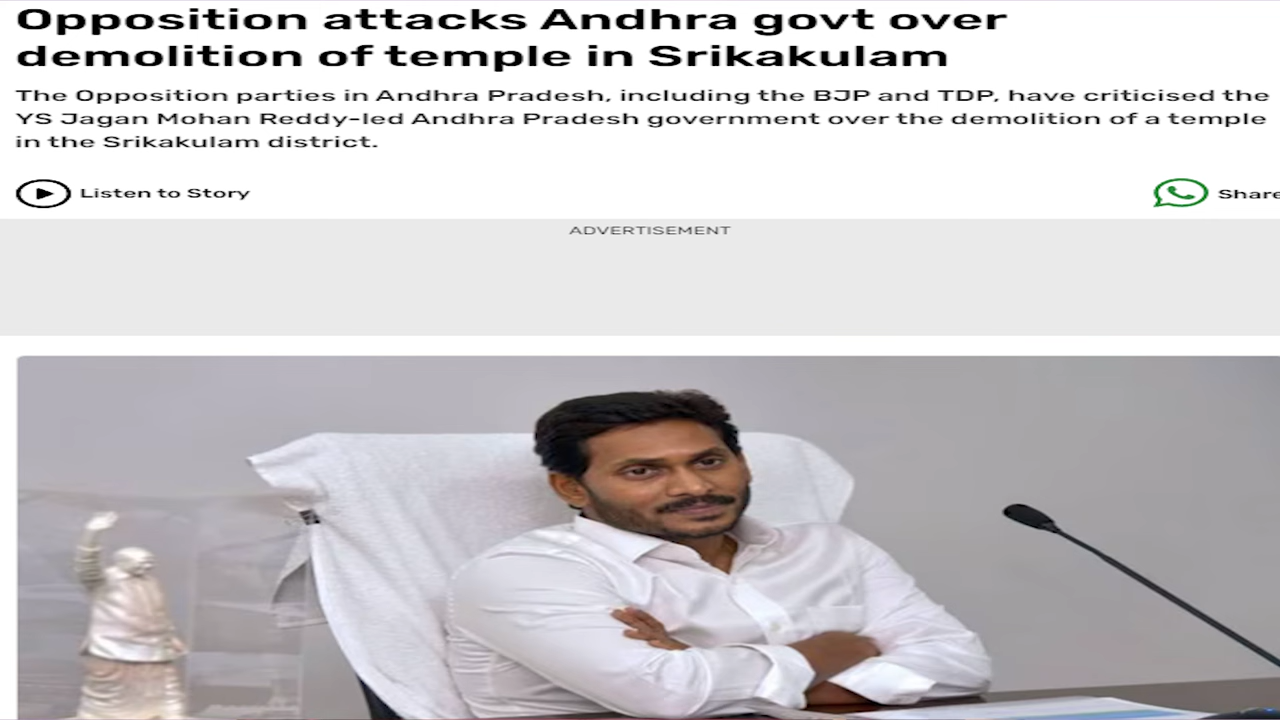 Opposition attacks Andhra govt over
demolition of temple in Srikakulam
The Opposition parties in Andhra Pradesh, including the BJP and TDP, have criticised the
YS Jagan Mohan Reddy-led Andhra Pradesh government over the demolition of a temple
in the Srikakulam district.
Listen to Story
Share
ADVERTISEMENT